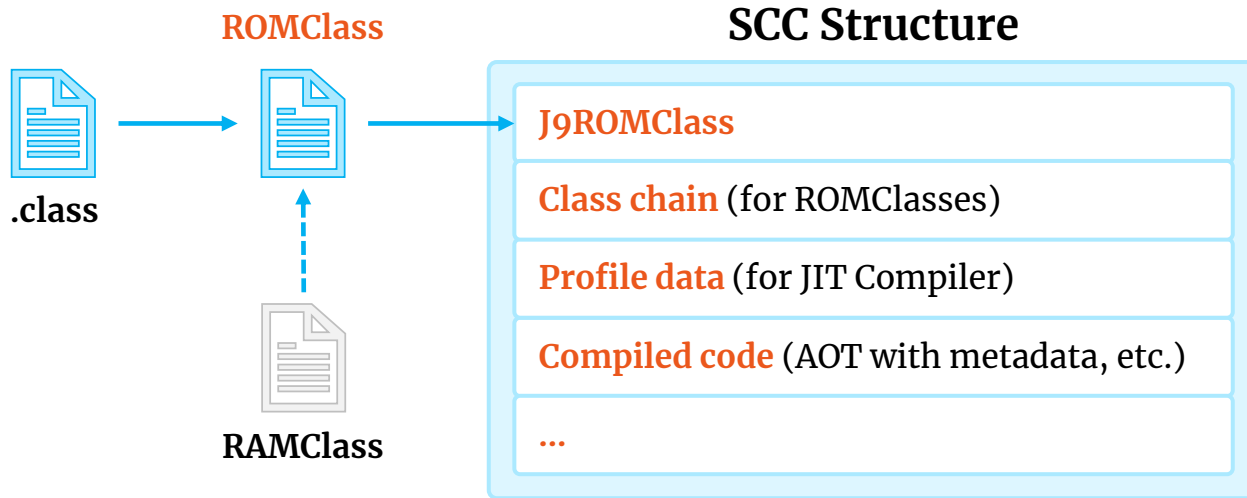 SCC Structure
ROMClass
.class
RAMClass
J9ROMClass
Class chain (for ROMClasses)
Profile data (for JIT Compiler)
Compiled code (AOT with metadata, etc.)
...